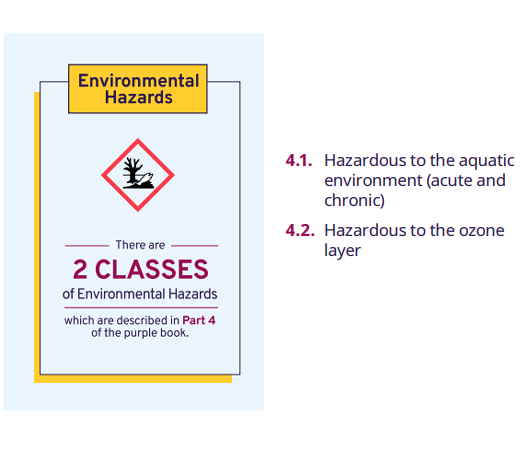 Environmental
Hazards
There are
2 CLASSES
of Environmental Hazards
which are described in Part 4
of the purple book.
4.1. Hazardous to the aquatic
environment (acute and
chronic)
4.2. Hazardous to the ozone
layer